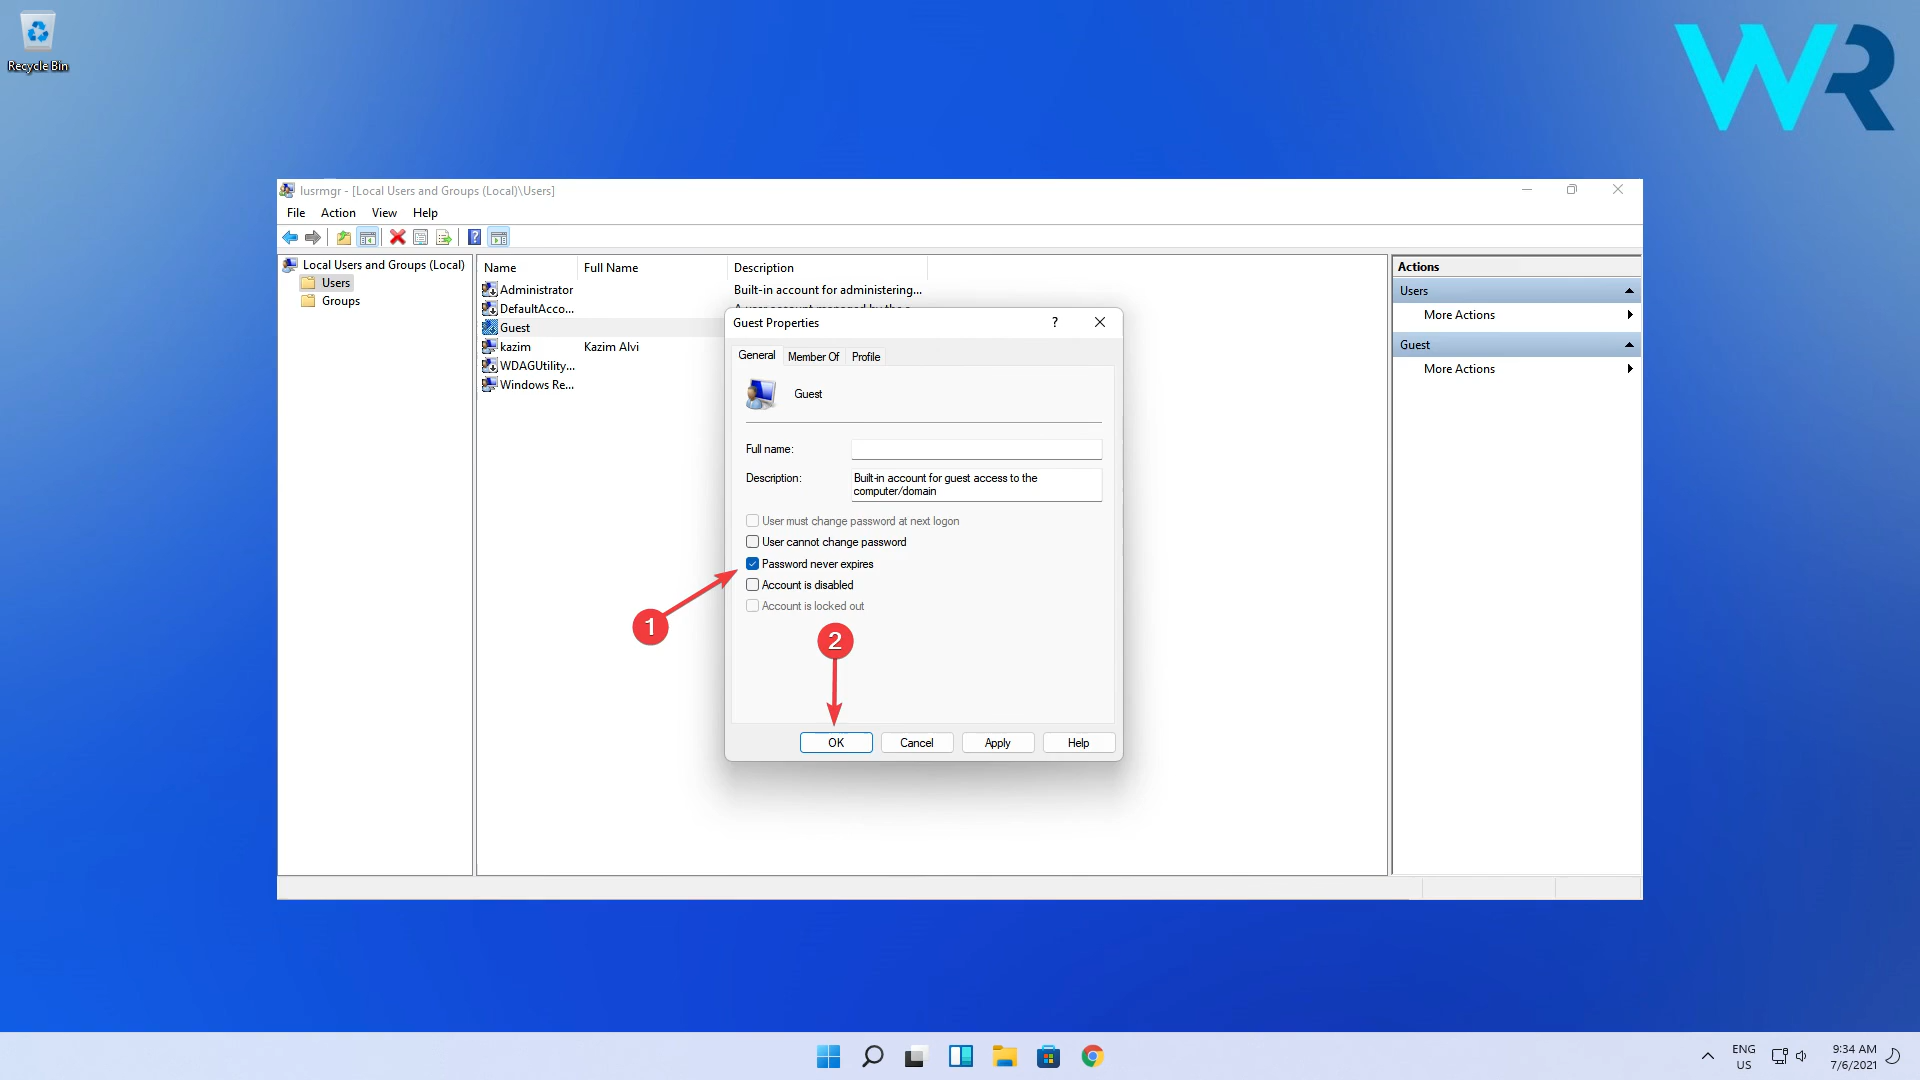 Recycle Bin
WR
lusrmgr - [Local Users and Groups (Local)\Users]
File Action View Help
Local Users and Groups (Local)
Users
Groups
Name Full Name Description
Administrator Built-in account for administering...
DefaultAcco...
Guest
kazim Kazim Alvi
WDAGUtility...
Windows Re...
Actions
Users
More Actions
Guest
More Actions
Guest Properties
?
General Member Of Profile
Guest
Full name:
Description: Built-in account for guest access to the
computer/domain
User must change password at next logon
User cannot change password
Password never expires
Account is disabled
Account is locked out
1
2
OK Cancel Apply Help
ENG
US
9:34 AM
7/6/2021